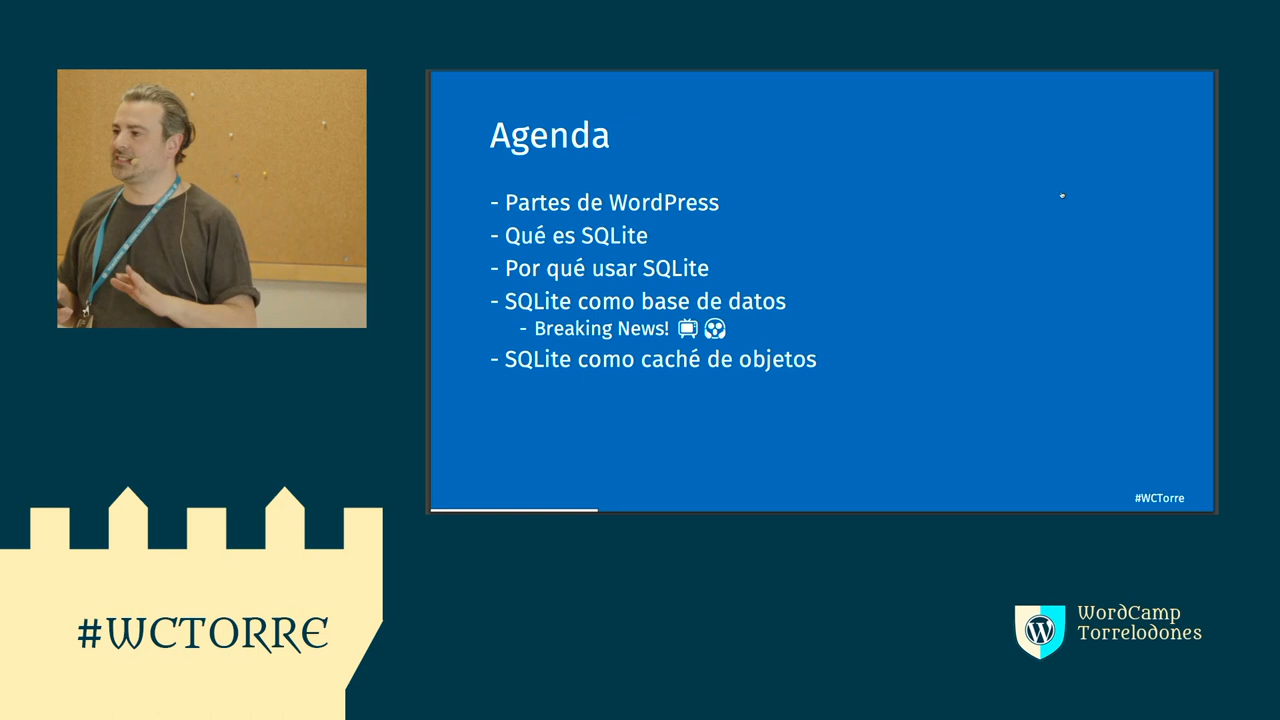 Agenda
- Partes de WordPress
- Qué es SQLite
- Por qué usar SQLite
- SQLite como base de datos
- Breaking News! 📺😱
- SQLite como caché de objetos
#WCTorre
#WCTORRE
WordCamp
Torrelodones